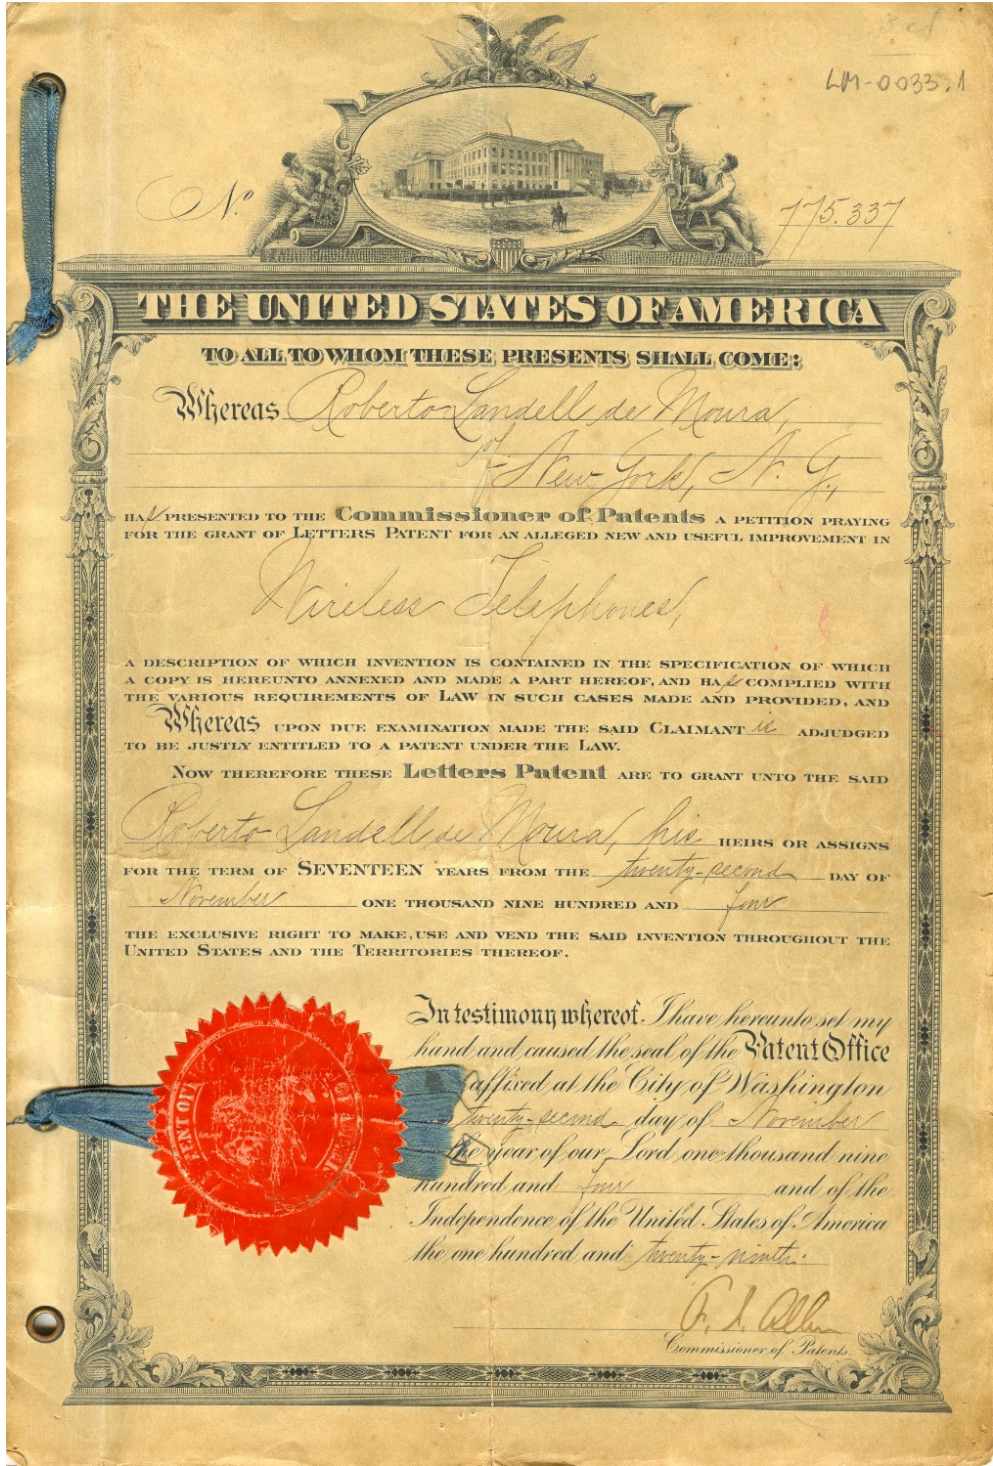 LM-0033.1
No. 775.337
THE UNITED STATES OF AMERICA
TO ALL TO WHOM THESE PRESENTS SHALL COME:
Whereas Roberto Landell de Moura,
of
New York, N. Y.,
HAS PRESENTED TO THE Commissioner of Patents A PETITION PRAYING
FOR THE GRANT OF LETTERS PATENT FOR AN ALLEGED NEW AND USEFUL IMPROVEMENT IN
Wireless Telephones,
A DESCRIPTION OF WHICH INVENTION IS CONTAINED IN THE SPECIFICATION OF WHICH
A COPY IS HEREUNTO ANNEXED AND MADE A PART HEREOF, AND HAS COMPLIED WITH
THE VARIOUS REQUIREMENTS OF LAW IN SUCH CASES MADE AND PROVIDED, AND
Whereas UPON DUE EXAMINATION MADE THE SAID CLAIMANT is ADJUDGED
TO BE JUSTLY ENTITLED TO A PATENT UNDER THE LAW.
NOW THEREFORE THESE Letters Patent ARE TO GRANT UNTO THE SAID
Roberto Landell de Moura, his HEIRS OR ASSIGNS
FOR THE TERM OF SEVENTEEN YEARS FROM THE twenty-second DAY OF
November ONE THOUSAND NINE HUNDRED AND four
THE EXCLUSIVE RIGHT TO MAKE, USE AND VEND THE SAID INVENTION THROUGHOUT THE
UNITED STATES AND THE TERRITORIES THEREOF.
In testimony whereof I have hereunto set my
hand and caused the seal of the Patent Office
affixed at the City of Washington
twenty-second day of November
the year of our Lord one thousand nine
hundred and four and of the
Independence of the United States of America
the one hundred and twenty-ninth.
F. I. Allen
Commissioner of Patents.